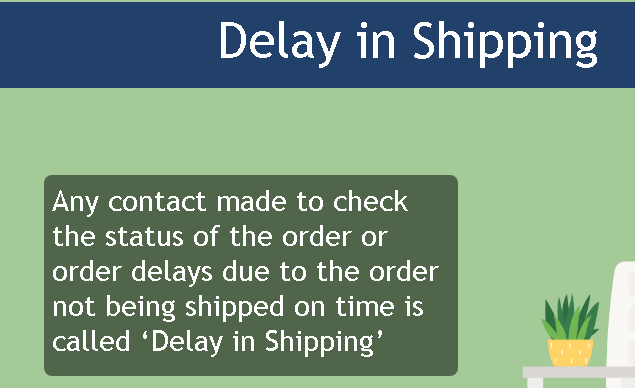 Delay in Shipping
Any contact made to check
the status of the order or
order delays due to the order
not being shipped on time is
called ‘Delay in Shipping’